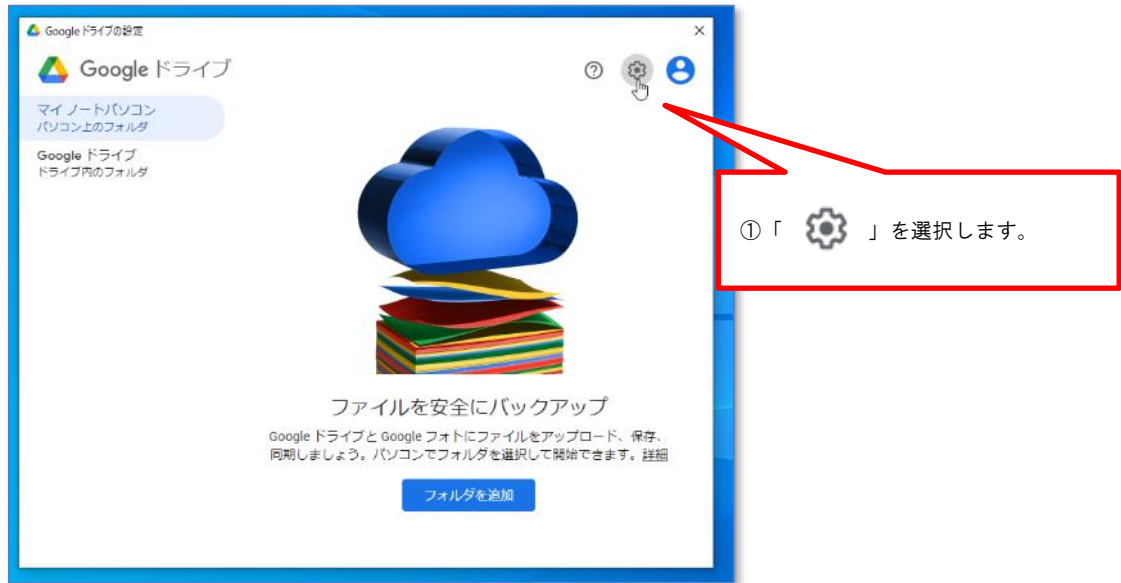 Google ドライブの設定
Google ドライブ
マイ ノートパソコン
パソコン上のフォルダ
Google ドライブ
ドライブ内のフォルダ
①「 」を選択します。
ファイルを安全にバックアップ
Google ドライブと Google フォトにファイルをアップロード、保存、
同期しましょう。パソコンでフォルダを選択して開始できます。詳細
フォルダを追加